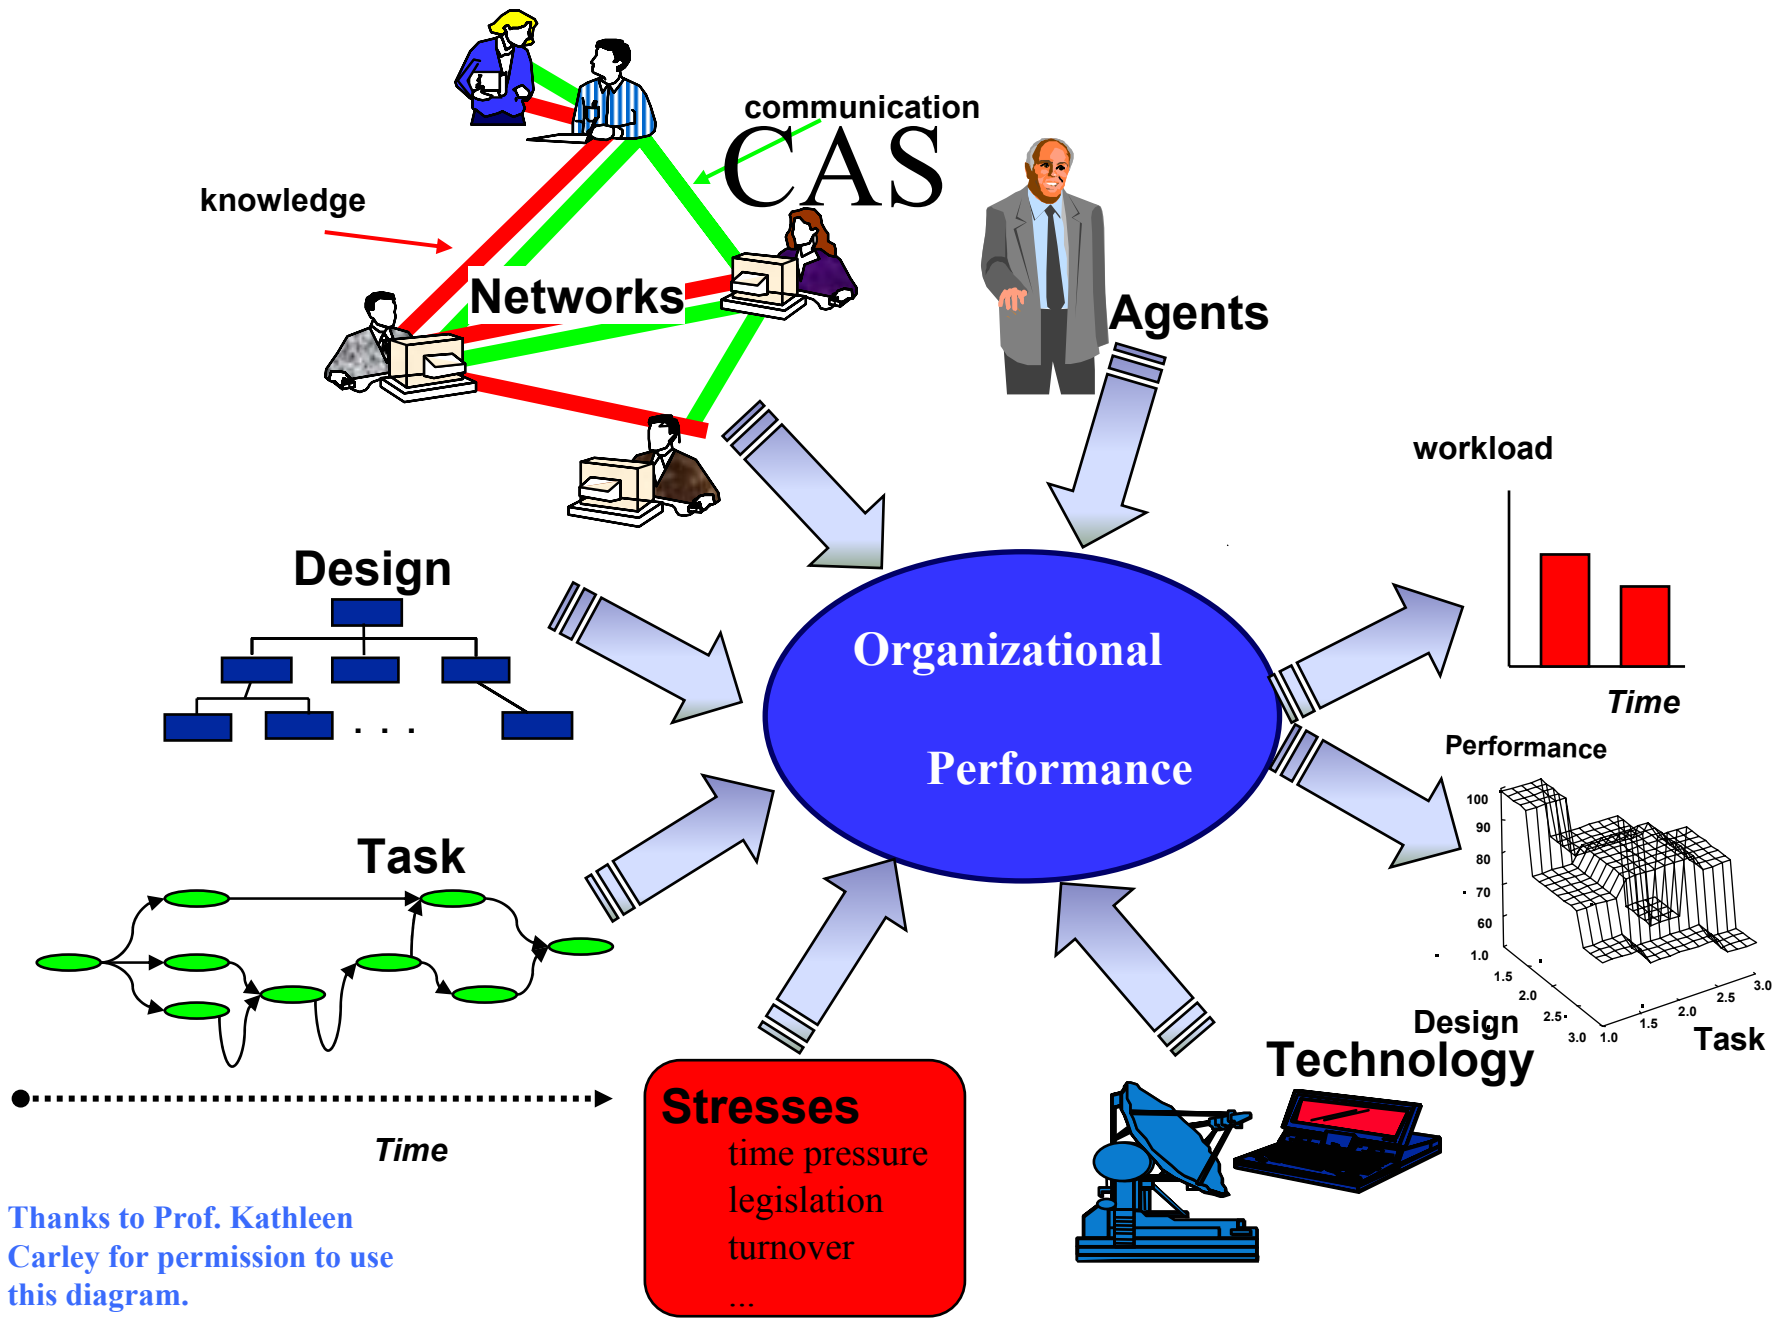 communication
CAS
knowledge
Networks
Agents
workload
Time
Design
Organizational
Performance
Performance
100
90
80
70
60
1.0
1.5
2.0
2.5
3.0
1.0
1.5
2.0
2.5
3.0
Design
Task
Task
Time
Stresses
time pressure
legislation
turnover
...
Technology
Thanks to Prof. Kathleen
Carley for permission to use
this diagram.